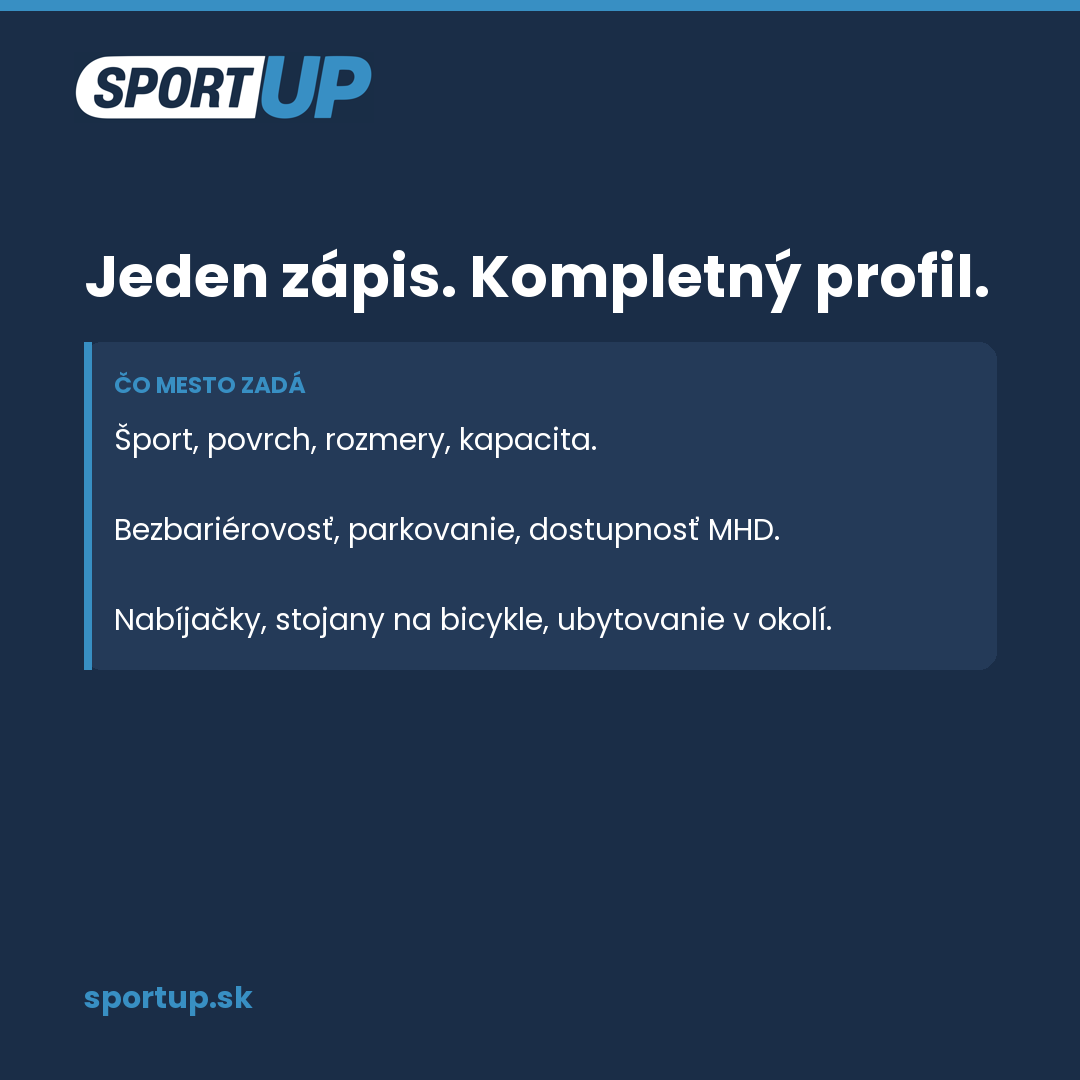 SPORTUP
Jeden zápis. Kompletný profil.
ČO MESTO ZADÁ
Šport, povrch, rozmery, kapacita.
Bezbariérovosť, parkovanie, dostupnosť MHD.
Nabíjačky, stojany na bicykle, ubytovanie v okolí.
sportup.sk